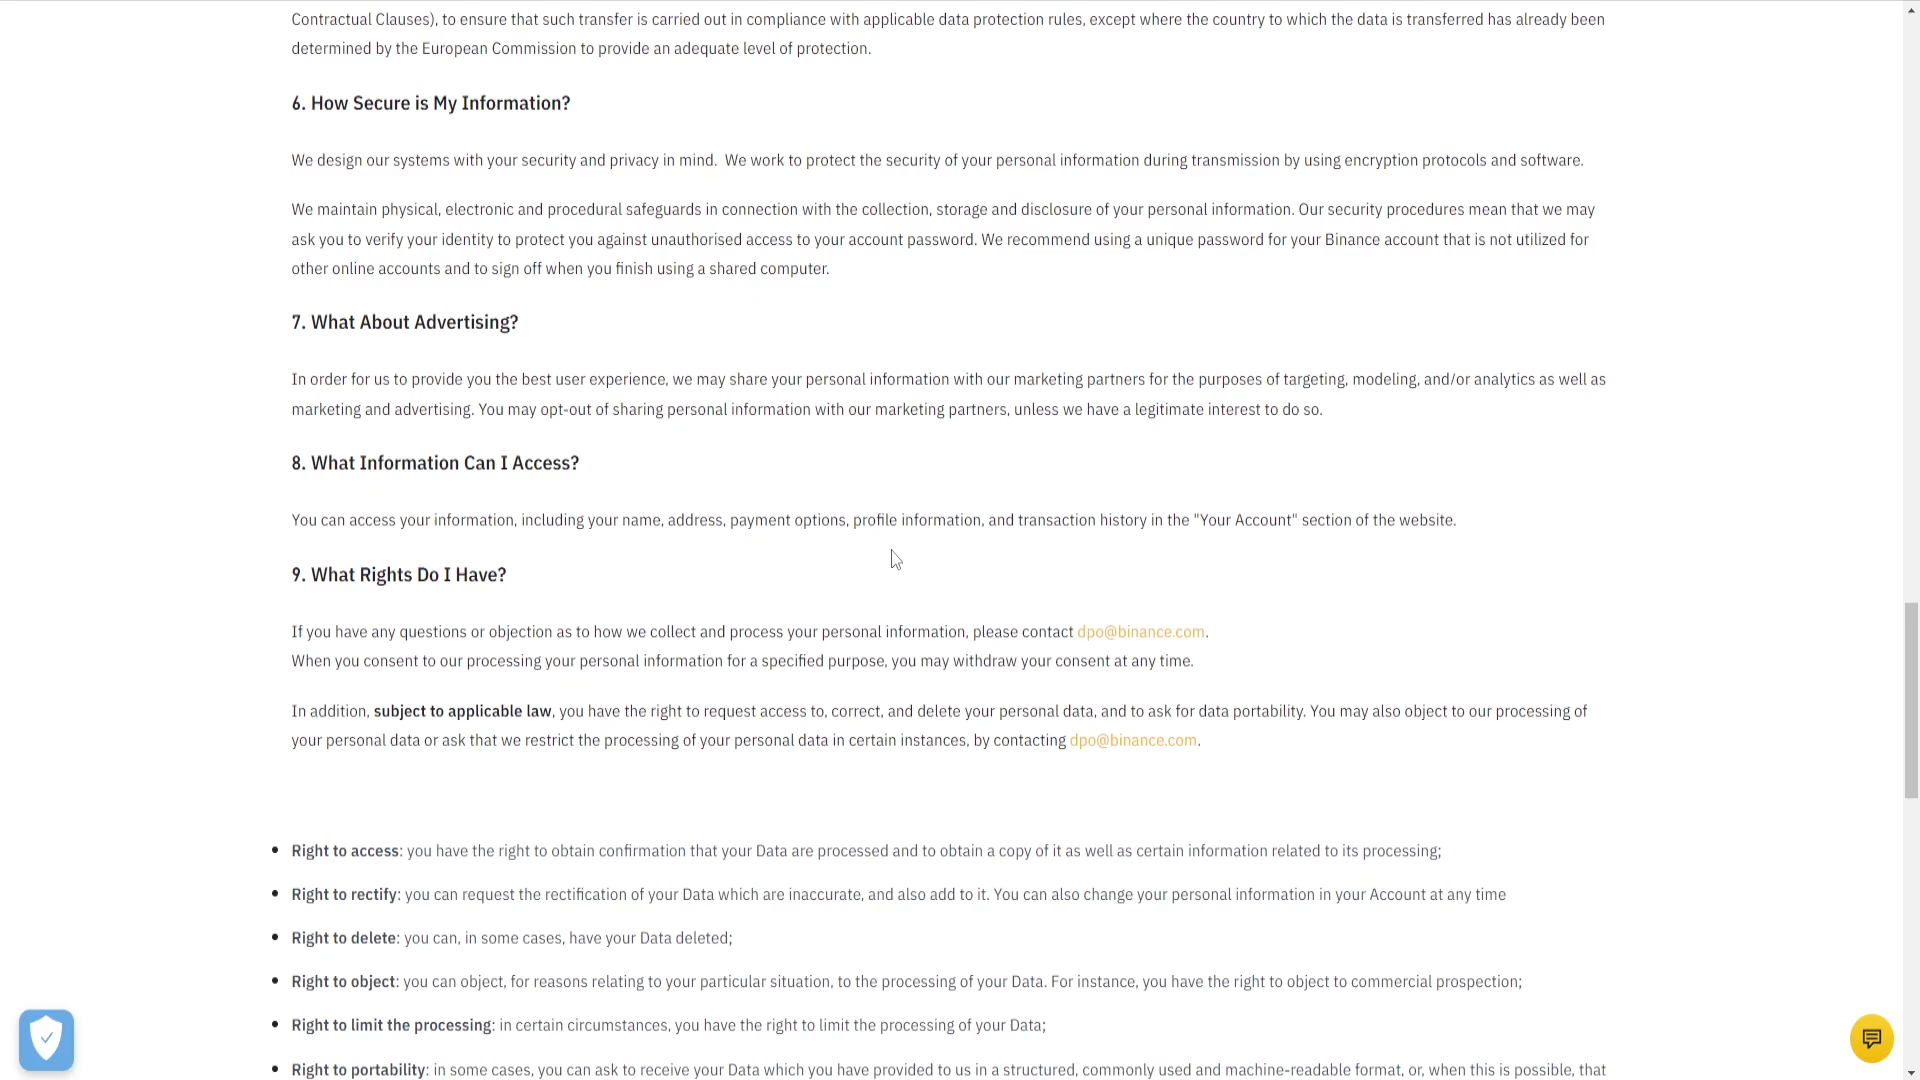 Contractual Clauses), to ensure that such transfer is carried out in compliance with applicable data protection rules, except where the country to which the data is transferred has already been
determined by the European Commission to provide an adequate level of protection.
6. How Secure is My Information?
We design our systems with your security and privacy in mind.  We work to protect the security of your personal information during transmission by using encryption protocols and software.
We maintain physical, electronic and procedural safeguards in connection with the collection, storage and disclosure of your personal information. Our security procedures mean that we may
ask you to verify your identity to protect you against unauthorised access to your account password. We recommend using a unique password for your Binance account that is not utilized for
other online accounts and to sign off when you finish using a shared computer.
7. What About Advertising?
In order for us to provide you the best user experience, we may share your personal information with our marketing partners for the purposes of targeting, modeling, and/or analytics as well as
marketing and advertising. You may opt-out of sharing personal information with our marketing partners, unless we have a legitimate interest to do so.
8. What Information Can I Access?
You can access your information, including your name, address, payment options, profile information, and transaction history in the "Your Account" section of the website.
9. What Rights Do I Have?
If you have any questions or objection as to how we collect and process your personal information, please contact dpo@binance.com.
When you consent to our processing your personal information for a specified purpose, you may withdraw your consent at any time.
In addition, subject to applicable law, you have the right to request access to, correct, and delete your personal data, and to ask for data portability. You may also object to our processing of
your personal data or ask that we restrict the processing of your personal data in certain instances, by contacting dpo@binance.com.
• Right to access: you have the right to obtain confirmation that your Data are processed and to obtain a copy of it as well as certain information related to its processing;
• Right to rectify: you can request the rectification of your Data which are inaccurate, and also add to it. You can also change your personal information in your Account at any time
• Right to delete: you can, in some cases, have your Data deleted;
• Right to object: you can object, for reasons relating to your particular situation, to the processing of your Data. For instance, you have the right to object to commercial prospection;
• Right to limit the processing: in certain circumstances, you have the right to limit the processing of your Data;
• Right to portability: in some cases, you can ask to receive your Data which you have provided to us in a structured, commonly used and machine-readable format, or, when this is possible, that